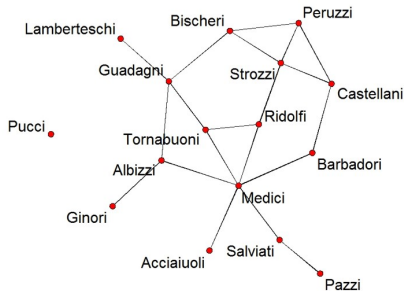 Peruzzi
Bischeri
Lamberteschi
Strozzi
Guadagni
Castellani
Ridolfi
Pucci
Tornabuoni
Barbadori
Albizzi
Medici
Ginori
Salviati
Acciaiuoli
Pazzi